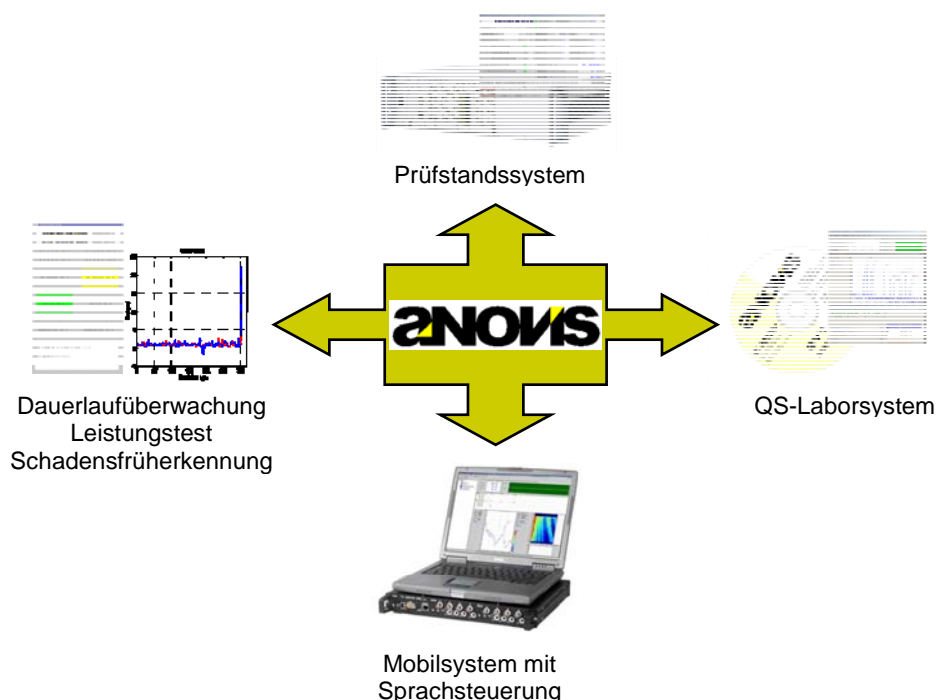 Prüfstandssystem
aNOVIS
Dauerlaufüberwachung
Leistungstest
Schadensfrüherkennung
QS-Laborsystem
Mobilsystem mit
Sprachsteuerung